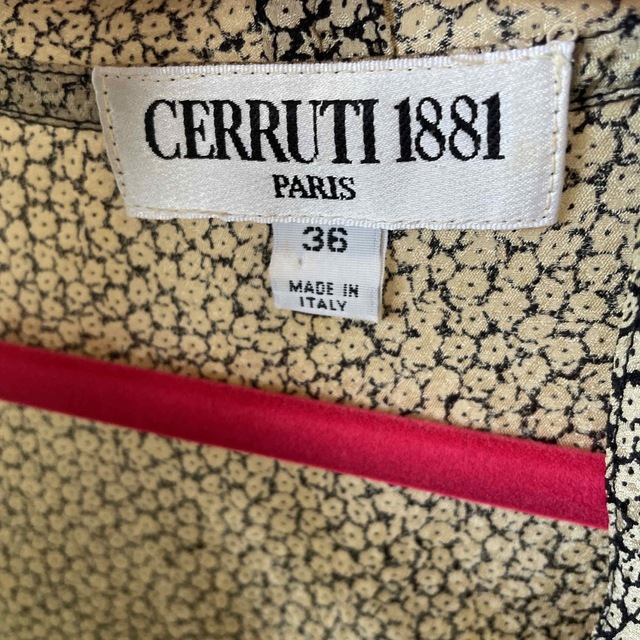 CERRUTI 1881
PARIS
36
MADE IN
ITALY